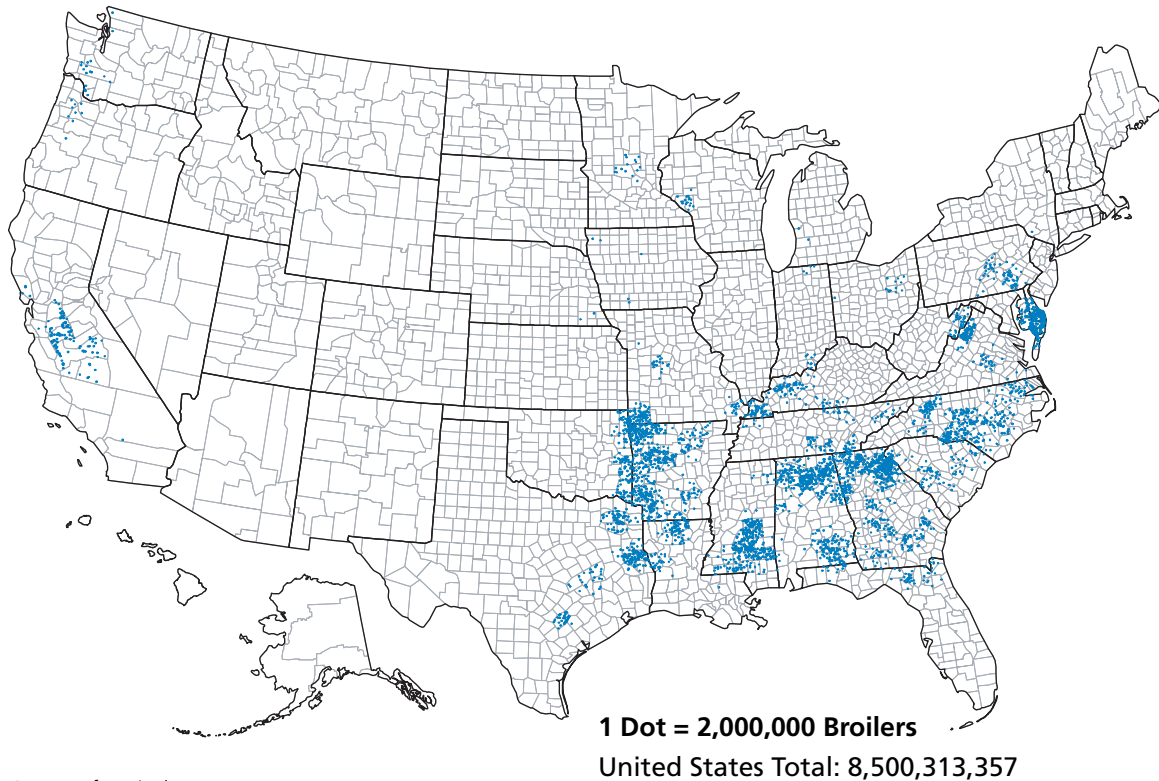 1 Dot = 2,000,000 Broilers
United States Total: 8,500,313,357